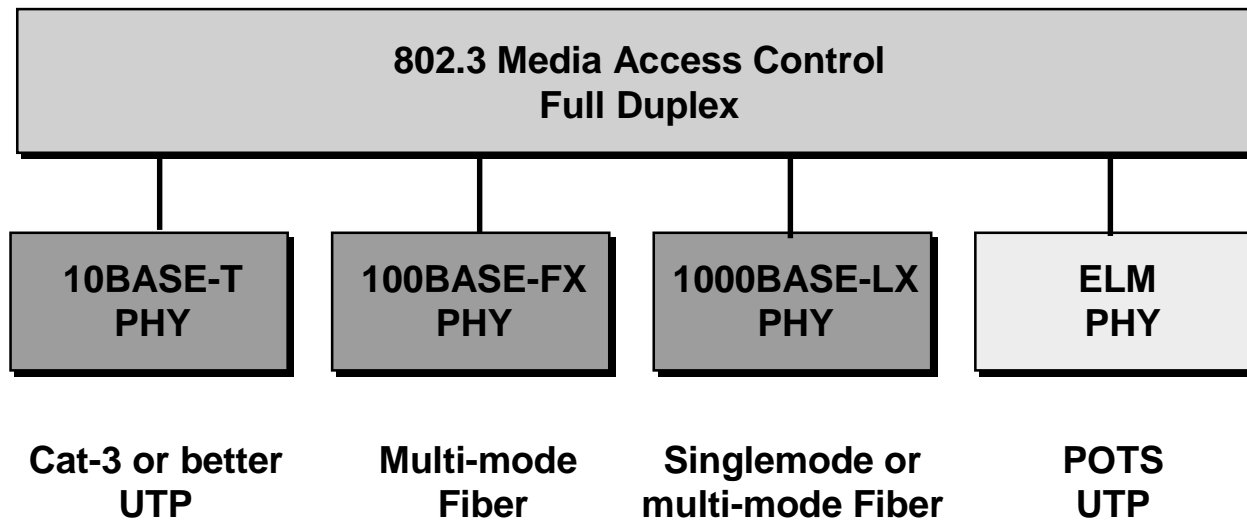 802.3 Media Access Control
Full Duplex
10BASE-T
PHY
100BASE-FX
PHY
1000BASE-LX
PHY
ELM
PHY
Cat-3 or better
UTP
Multi-mode
Fiber
Singlemode or
multi-mode Fiber
POTS
UTP